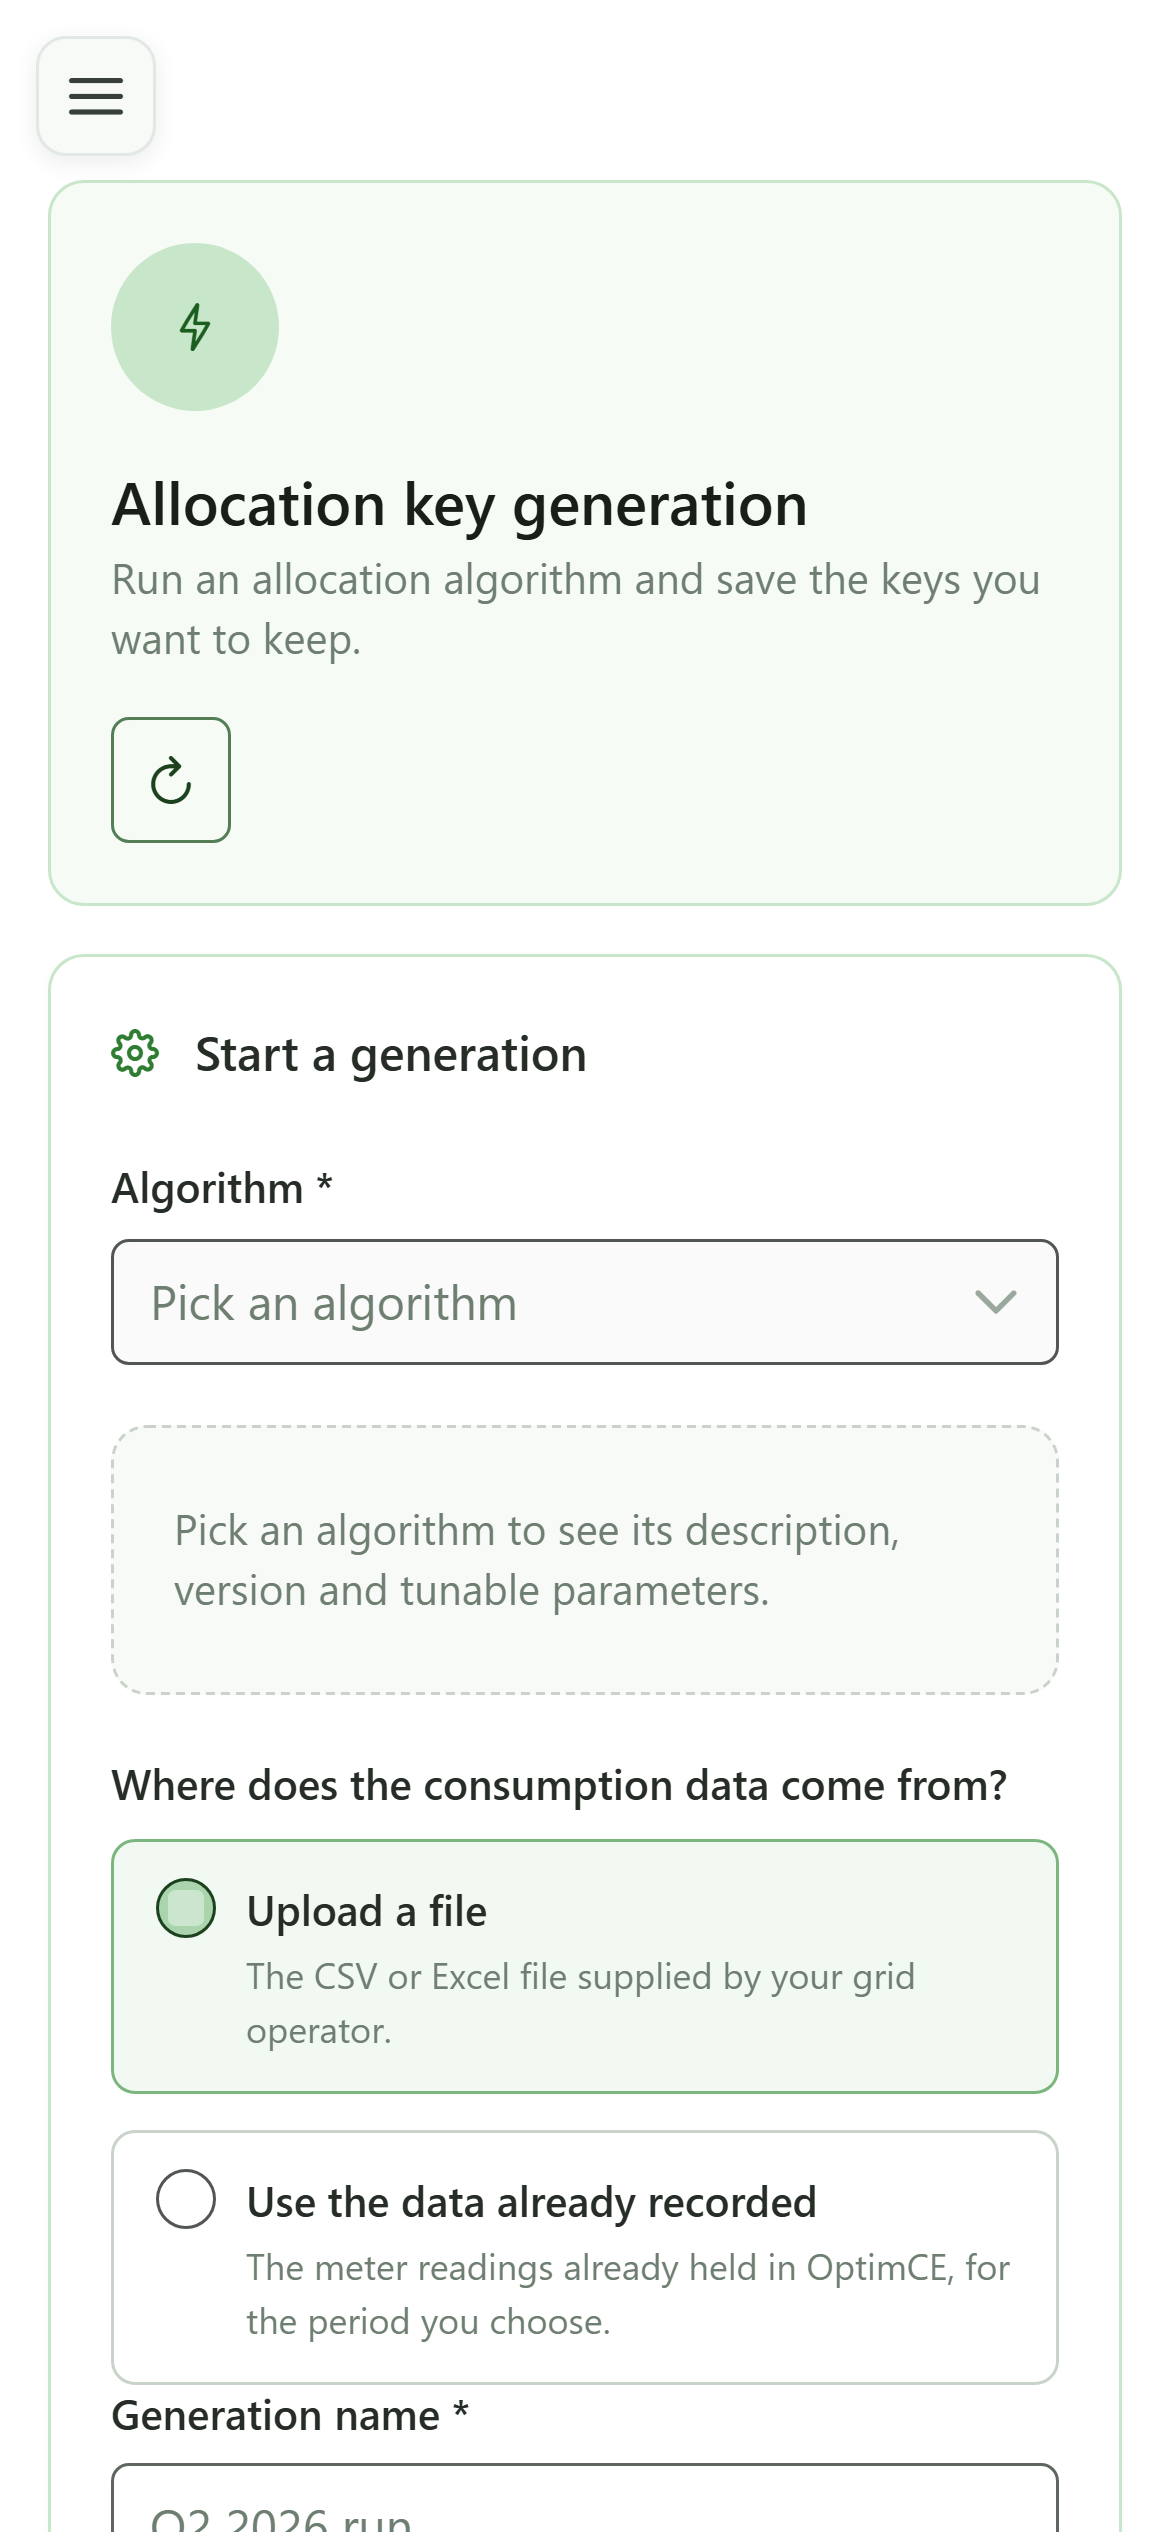 Allocation key generation
Run an allocation algorithm and save the keys you
want to keep.
Start a generation
Algorithm *
Pick an algorithm
Pick an algorithm to see its description,
version and tunable parameters.
Where does the consumption data come from?
Upload a file
The CSV or Excel file supplied by your grid
operator.
Use the data already recorded
The meter readings already held in OptimCE, for
the period you choose.
Generation name *
Q2 2026 run